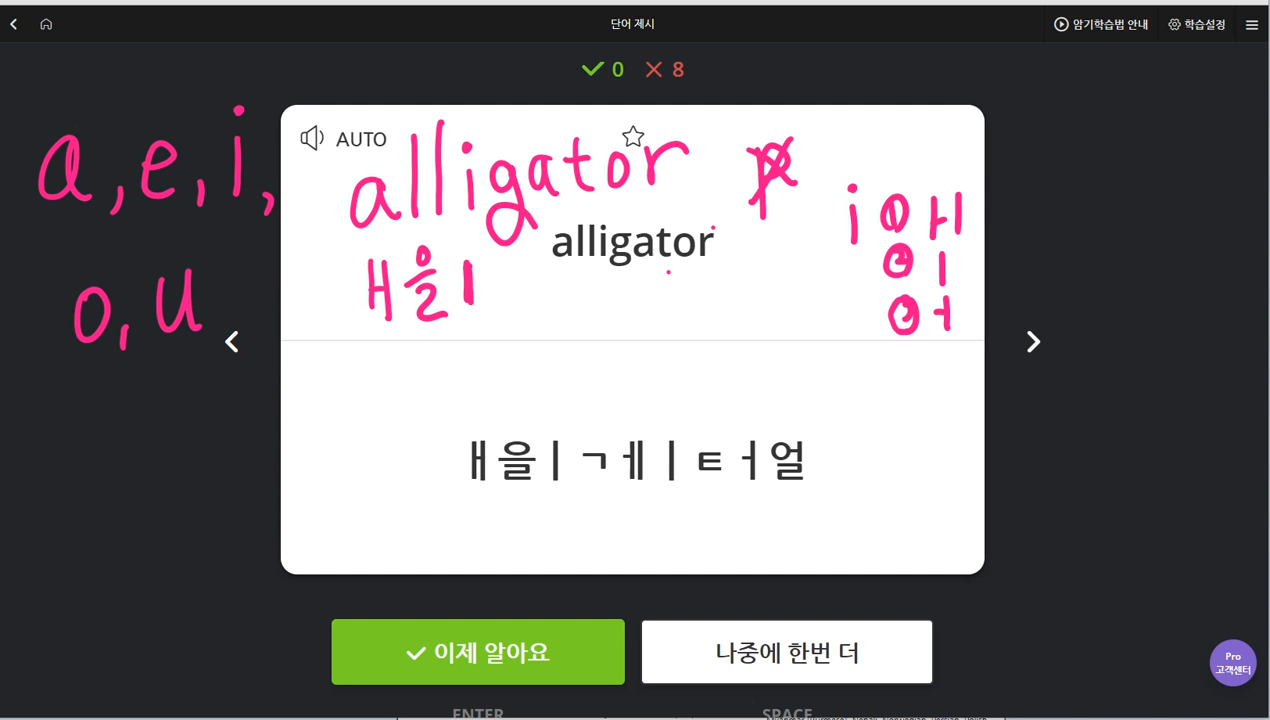 단어 제시
암기학습법 안내
학습설정
0
8
a, e, i,
o, u
AUTO
alligator
alligator
ㅐ을ㅣ
i
ㅐ을ㅣㄱㅔㅣㅌㅓ얼
이제 알아요
나중에 한번 더
Pro
고객센터
ENTER
SPACE